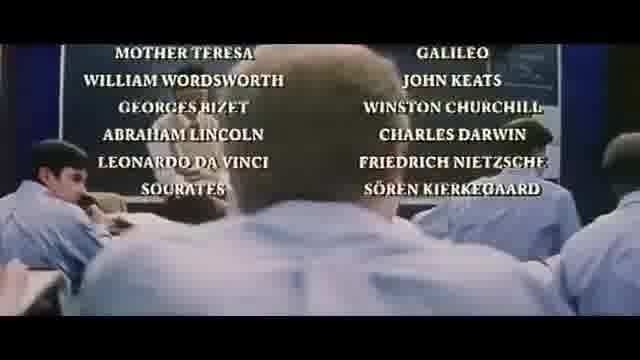 MOTHER TERESA
WILLIAM WORDSWORTH
GEORGES BIZET
ABRAHAM LINCOLN
LEONARDO DA VINCI
SOCRATES
GALILEO
JOHN KEATS
WINSTON CHURCHILL
CHARLES DARWIN
FRIEDRICH NIETZSCHE
SÖREN KIERKEGAARD